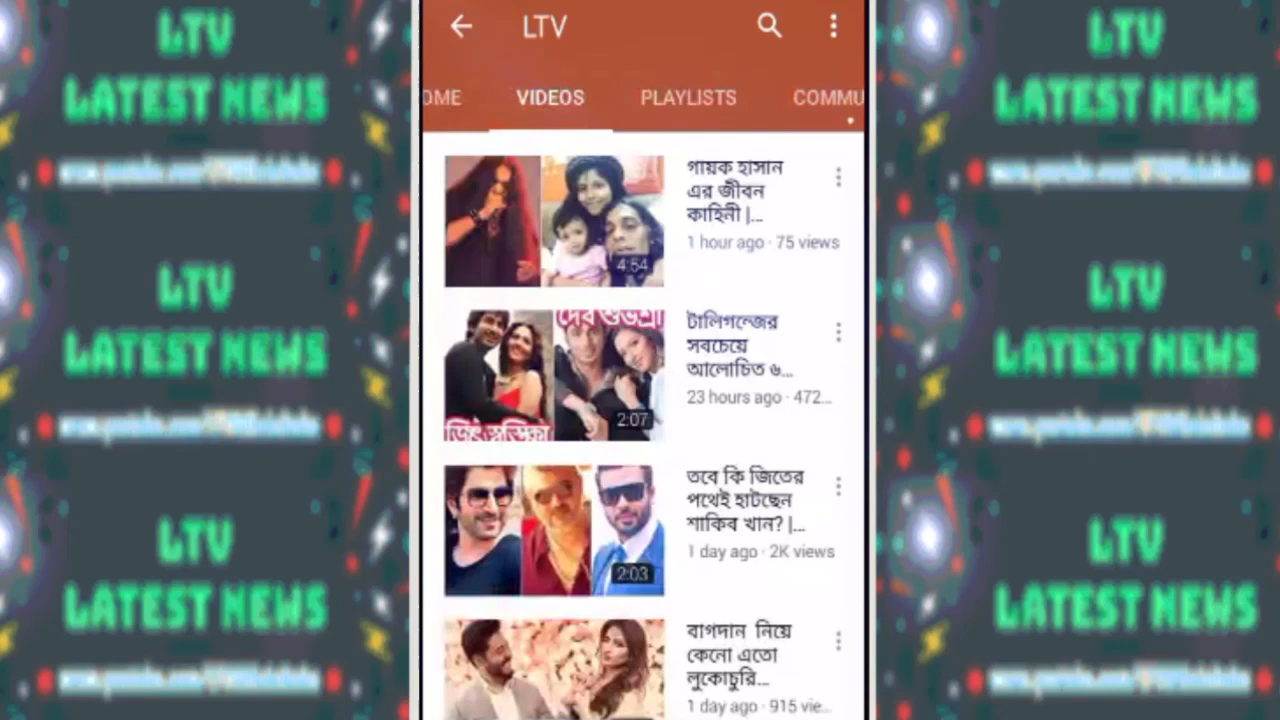 LTV
LATEST NEWS
LTV
LATEST NEWS
LTV
LATEST NEWS
LTV
OME VIDEOS PLAYLISTS COMMU
গায়ক হাসান
এর জীবন
কাহিনী |...
1 hour ago · 75 views
4:54
টালিগন্জের
সবচেয়ে
আলোচিত ৬...
23 hours ago · 472...
দেব শুভশ্রী
2:07
তবে কি জিতের
পথেই হাটছেন
শাকিব খান? |...
1 day ago · 2K views
2:03
বাগদান নিয়ে
কেনো এতো
লুকোচুরি...
1 day ago · 915 vie...
LTV
LATEST NEWS
LTV
LATEST NEWS
LTV
LATEST NEWS